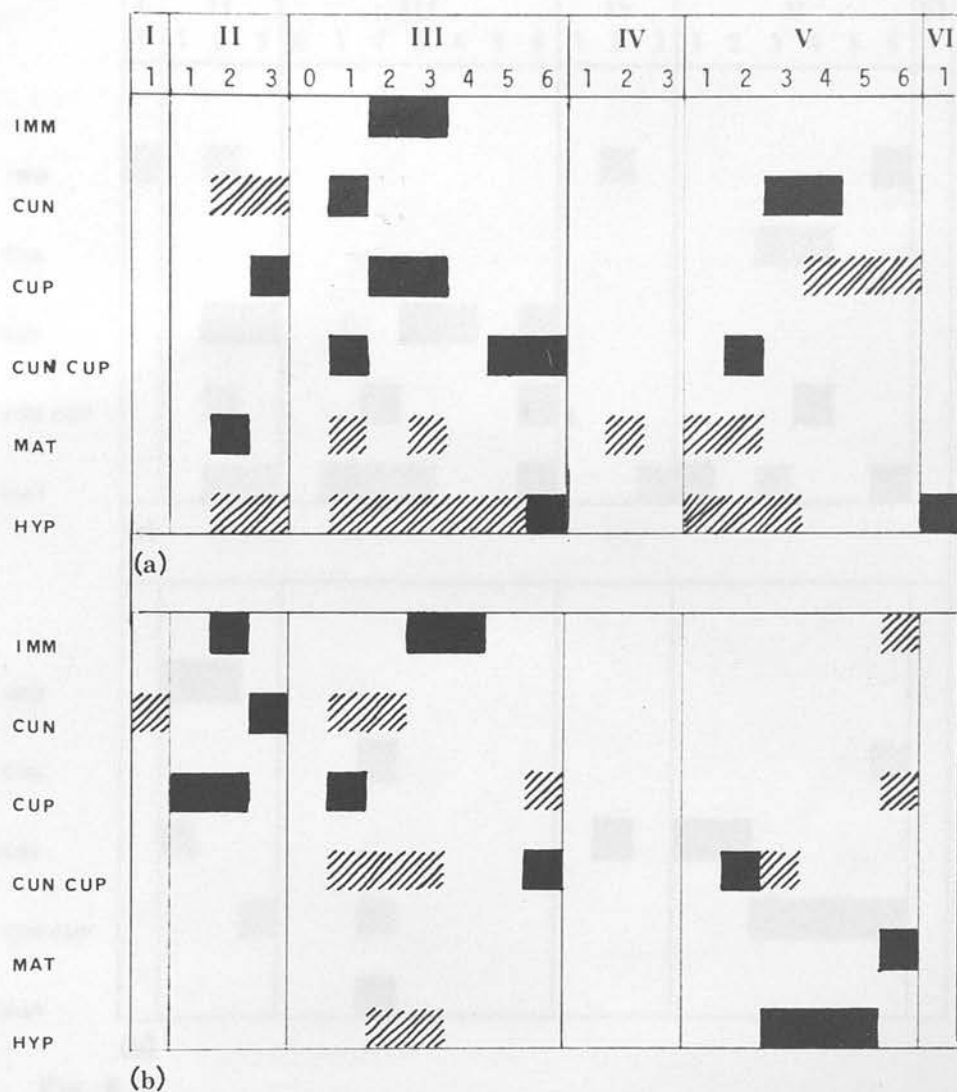 I II III IV V VI
1 1 2 3 0 1 2 3 4 5 6 1 2 3 1 2 3 4 5 6 1
IMM
CUN
CUP
CUN CUP
MAT
HYP
(a)
IMM
CUN
CUP
CUN CUP
MAT
HYP
(b)